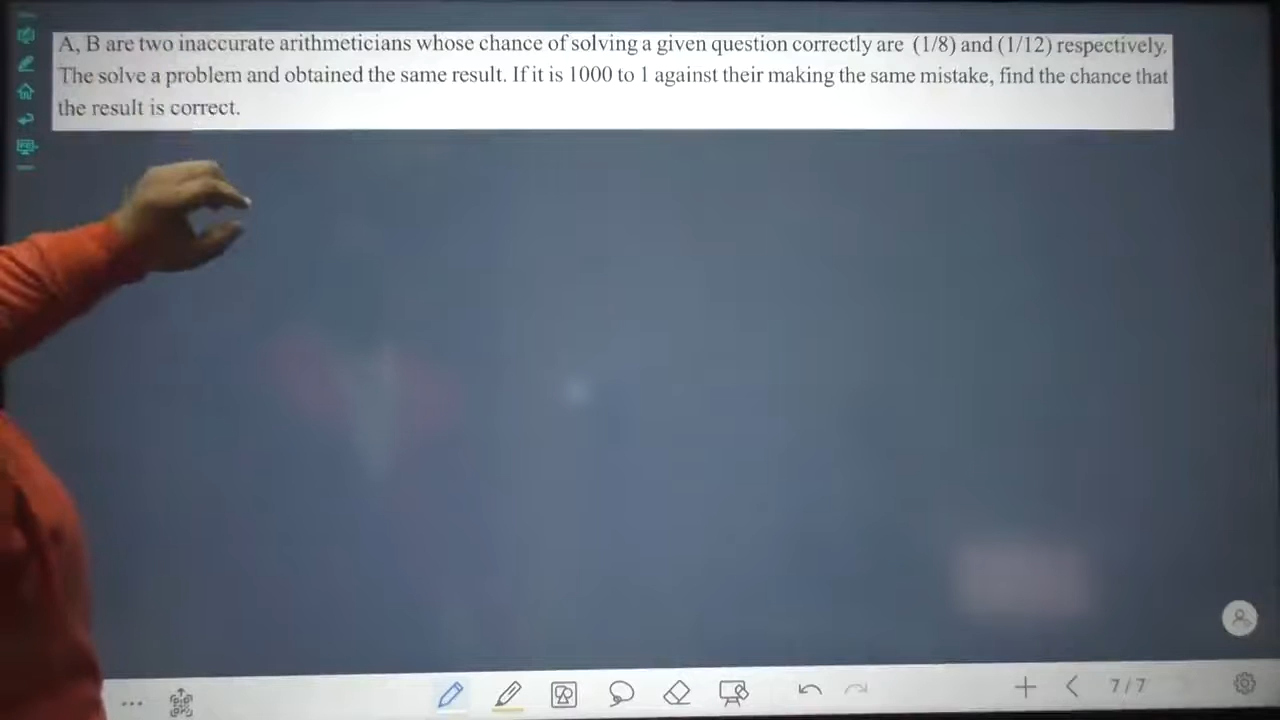 A, B are two inaccurate arithmeticians whose chance of solving a given question correctly are (1/8) and (1/12) respectively.
The solve a problem and obtained the same result. If it is 1000 to 1 against their making the same mistake, find the chance that
the result is correct.
7/7